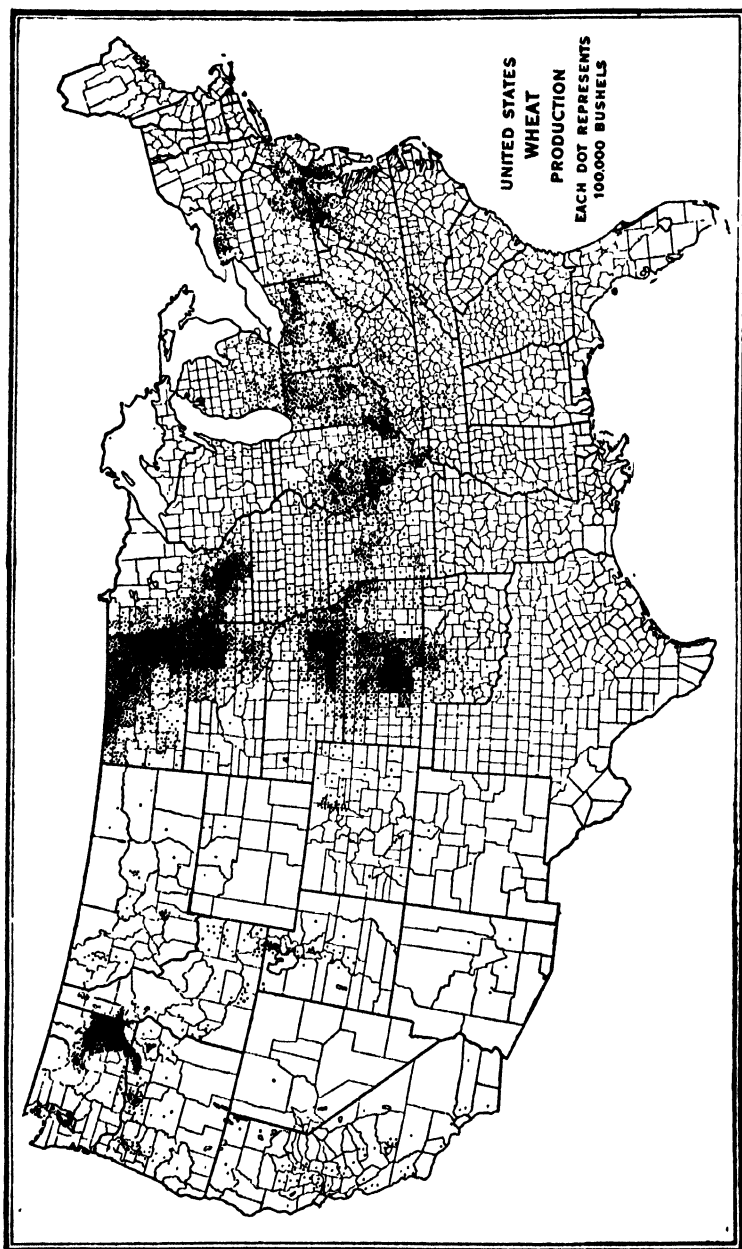 UNITED STATES
WHEAT
PRODUCTION
EACH DOT REPRESENTS
100,000 BUSHELS